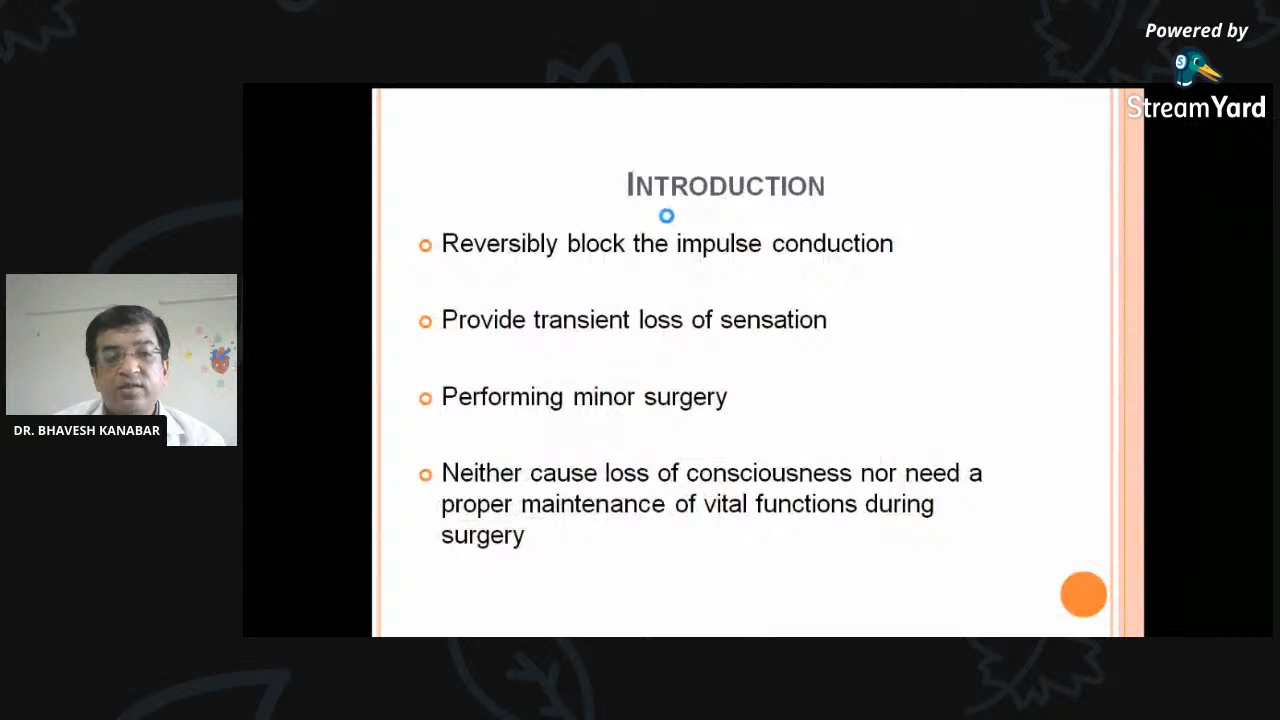 Powered by
StreamYard
INTRODUCTION
Reversibly block the impulse conduction
Provide transient loss of sensation
Performing minor surgery
Neither cause loss of consciousness nor need a
proper maintenance of vital functions during
surgery
DR. BHAVESH KANABAR